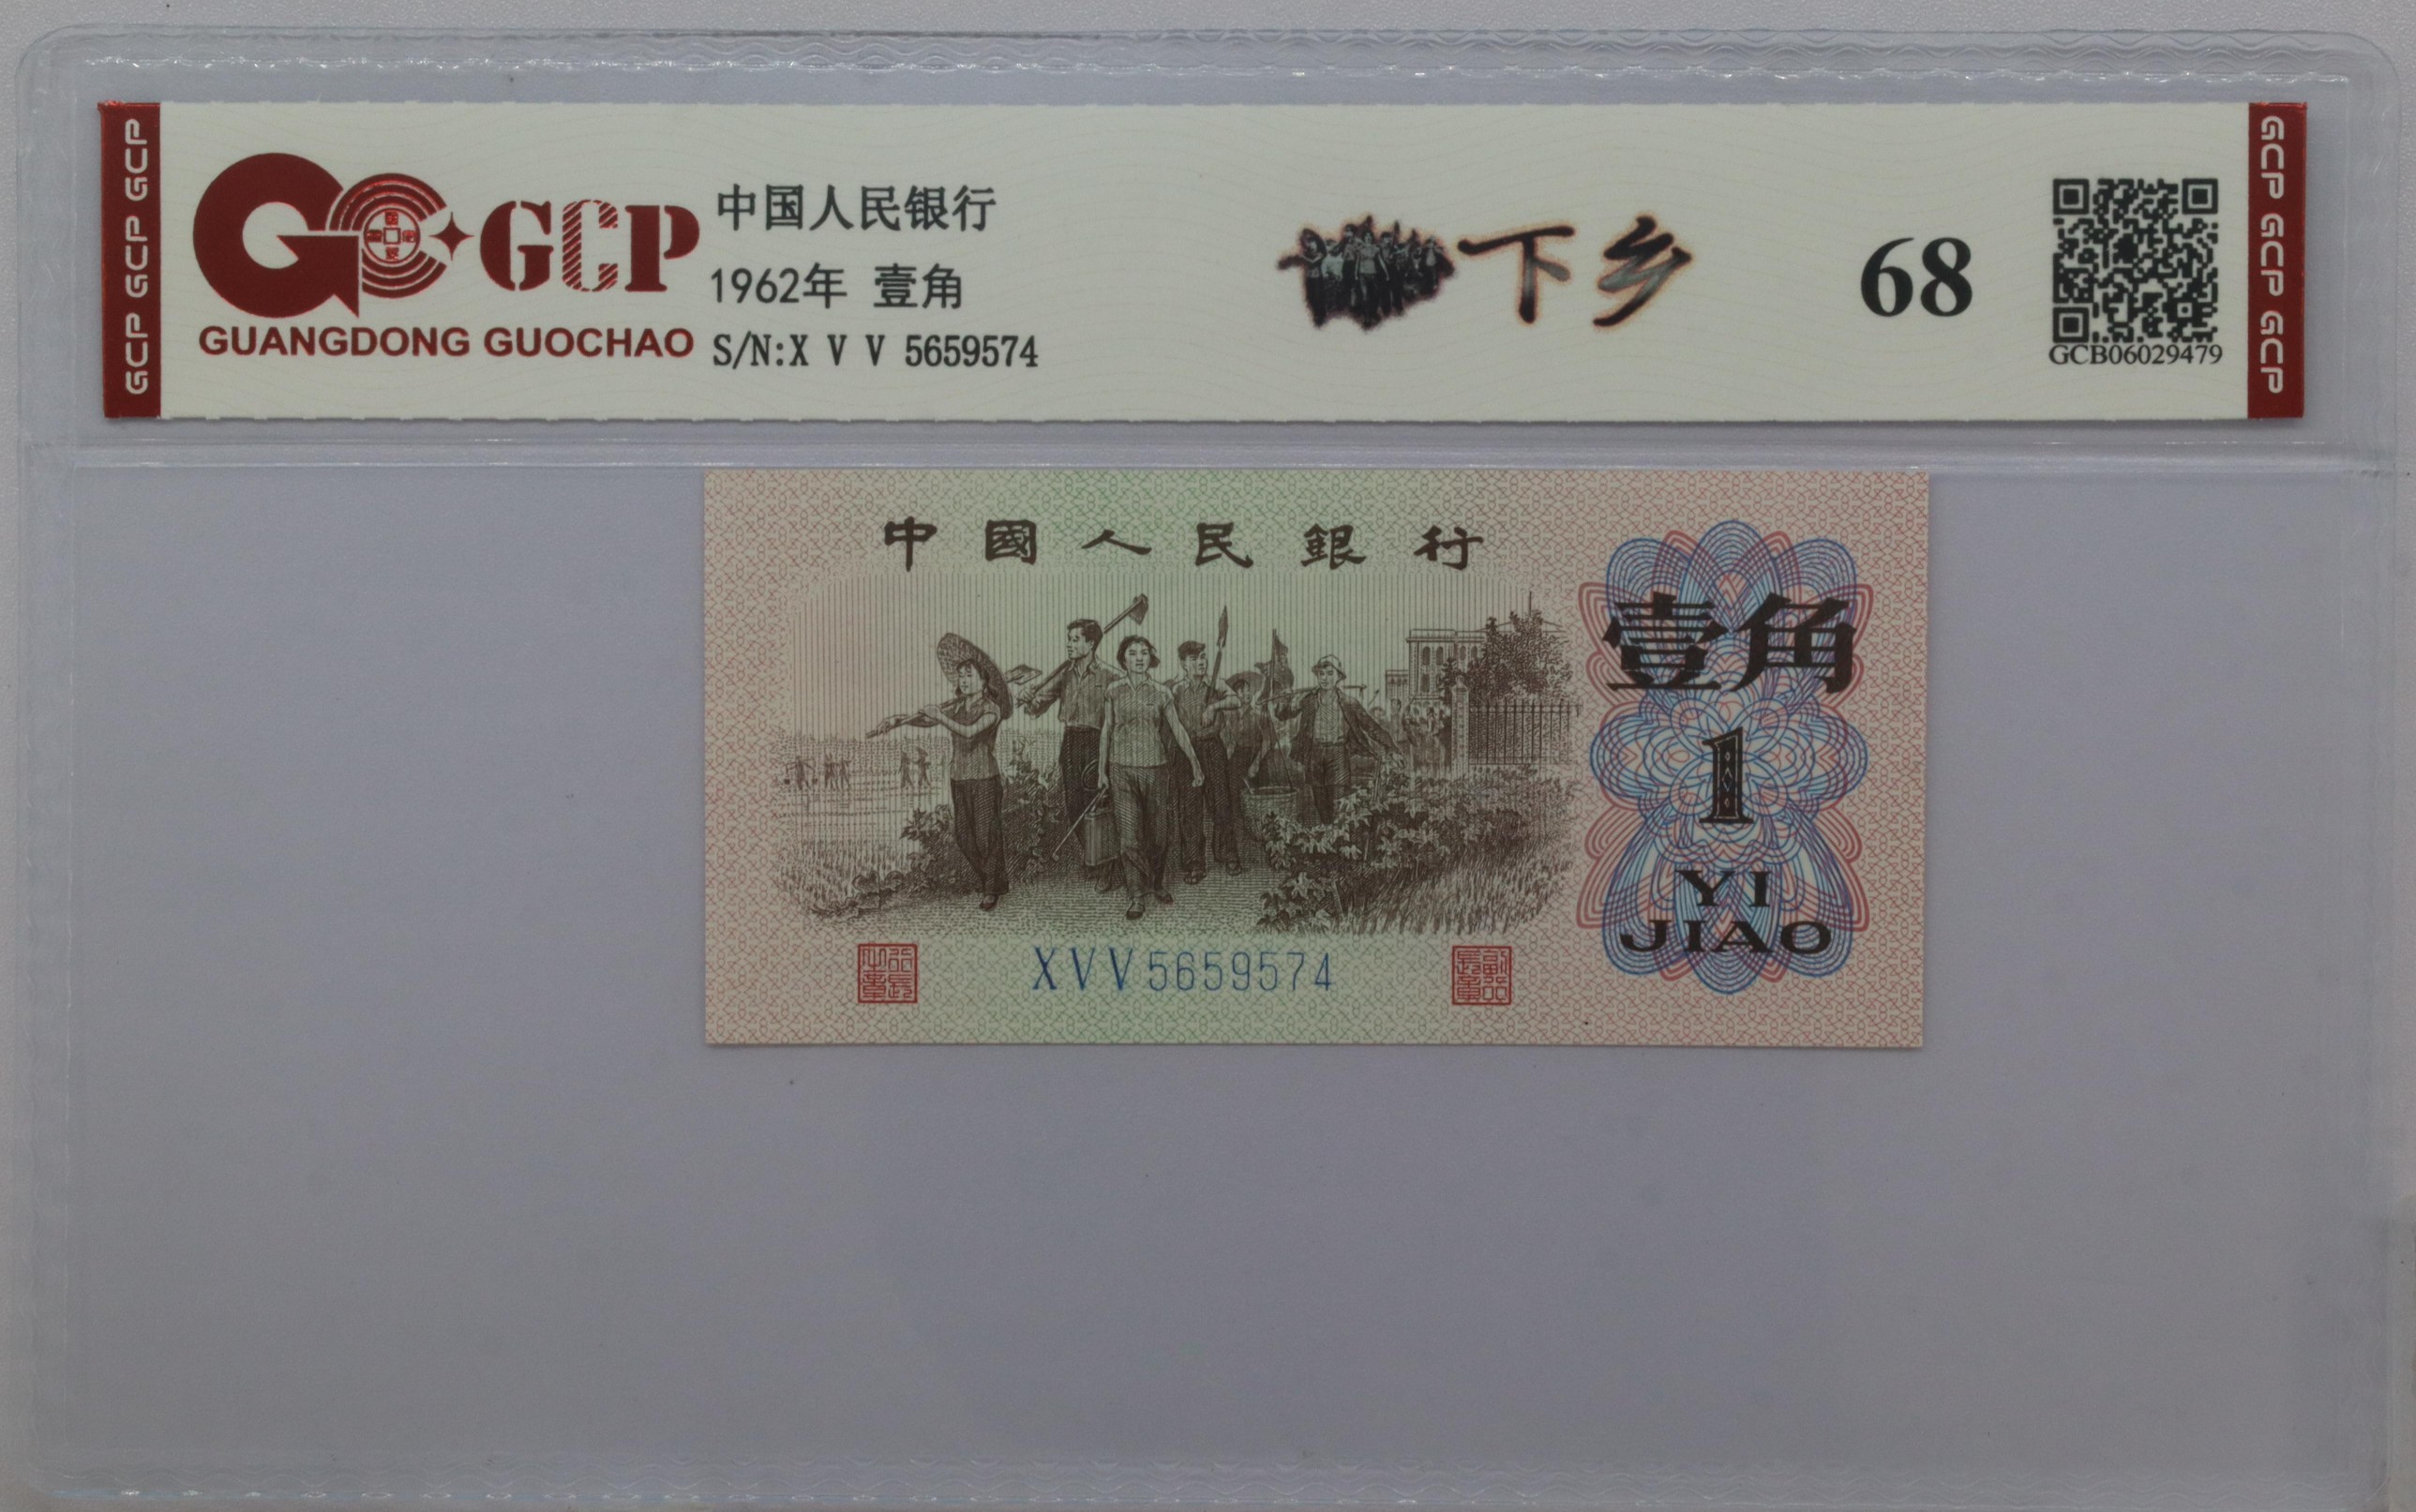 GCP GCP GCP
GCP
GUANGDONG GUOCHAO
中国人民银行
1962年 壹角
S/N:X V V 5659574
下乡
68
GCB06029479
GCP GCP GCP
中國人民銀行
壹角
1
YI
JIAO
XVV5659574